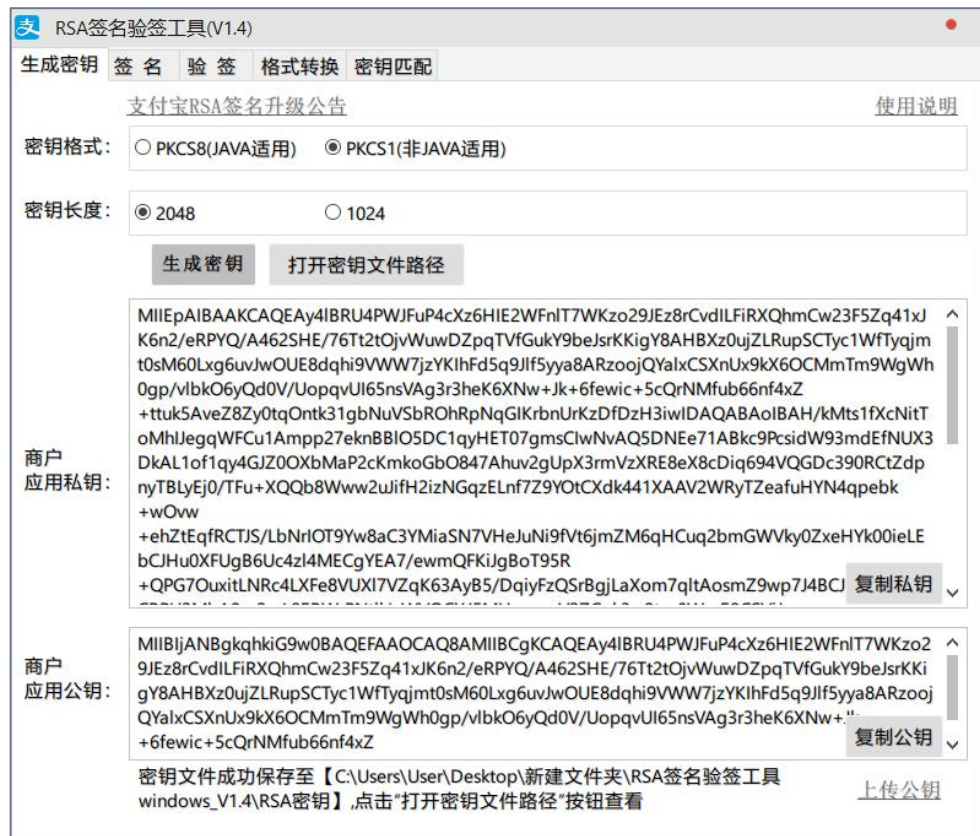 支 RSA签名验签工具(V1.4)
生成密钥 签 名 验 签 格式转换 密钥匹配
支付宝RSA签名升级公告 使用说明
密钥格式: PKCS8(JAVA适用) PKCS1(非JAVA适用)
密钥长度: 2048 1024
生成密钥 打开密钥文件路径
MIIEpAIBAAKCAQEAy4lBRU4PWJFuP4cXz6HIE2WFnlT7WKzo29JEz8rCvdILFiRXQhmCw23F5Zq41xJ
K6n2/eRPYQ/A462SHE/76Tt2tOjvWuwDZpqTVfGukY9beJsrKKigY8AHBXz0ujZLRupSCTyc1WfTyqjm
t0sM60Lxg6uvJwOUE8dqhi9VWW7jzYKIhFd5q9Jlf5yya8ARzoojQYalxCSXnUx9kX6OCMmTm9WgWh
0gp/vlbkO6yQd0V/UopqvUI65nsVAg3r3heK6XNw+Jk+6fewic+5cQrNMfub66nf4xZ
+ttuk5AveZ8Zy0tqOntk31gbNuVSbROhRpNqGIKrbnUrKzDfDzH3iwIDAQABAoIBAH/kMts1fXcNitT
oMhIJegqWFCu1Ampp27eknBBlO5DC1qyHET07gmsClwNvAQ5DNEe71ABkc9PcsidW93mdEfNUX3
DkAL1of1qy4GJZ0OXbMaP2cKmkoGbO847Ahuv2gUpX3rmVzXRE8eX8cDiq694VQGDc390RCtZdp
nyTBLyEj0/TFu+XQQb8Www2uJifH2izNGqzELnf7Z9YOtCXdk441XAAV2WRyTZeafuHYN4qpebk
+wOvw
+ehZtEqfRCTJS/LbNrIOT9Yw8aC3YMiaSN7VHeJuNi9fVt6jmZM6qHCuq2bmGWVky0ZxeHYk00ieLE
bCJHu0XFUgB6Uc4zl4MECgYEA7/ewmQFKiJgBoT95R
+QPG7OuxitLNRc4LXFe8VUXl7VZqK63AyB5/DqiyFzQSrBgjLaXom7qltAosmZ9wp7J4BCJ 复制私钥
商户
应用私钥:
MIIBIjANBgkqhkiG9w0BAQEFAAOCAQ8AMIIBCgKCAQEAy4lBRU4PWJFuP4cXz6HIE2WFnlT7WKzo2
9JEz8rCvdILFiRXQhmCw23F5Zq41xJK6n2/eRPYQ/A462SHE/76Tt2tOjvWuwDZpqTVfGukY9beJsrKKi
gY8AHBXz0ujZLRupSCTyc1WfTyqjmt0sM60Lxg6uvJwOUE8dqhi9VWW7jzYKIhFd5q9Jlf5yya8ARzooj
QYalxCSXnUx9kX6OCMmTm9WgWh0gp/vlbkO6yQd0V/UopqvUI65nsVAg3r3heK6XNw+Jk
+6fewic+5cQrNMfub66nf4xZ 复制公钥
商户
应用公钥:
密钥文件成功保存至【C:\Users\User\Desktop\新建文件夹\RSA签名验签工具
windows_V1.4\RSA密钥】,点击“打开密钥文件路径”按钮查看 上传公钥